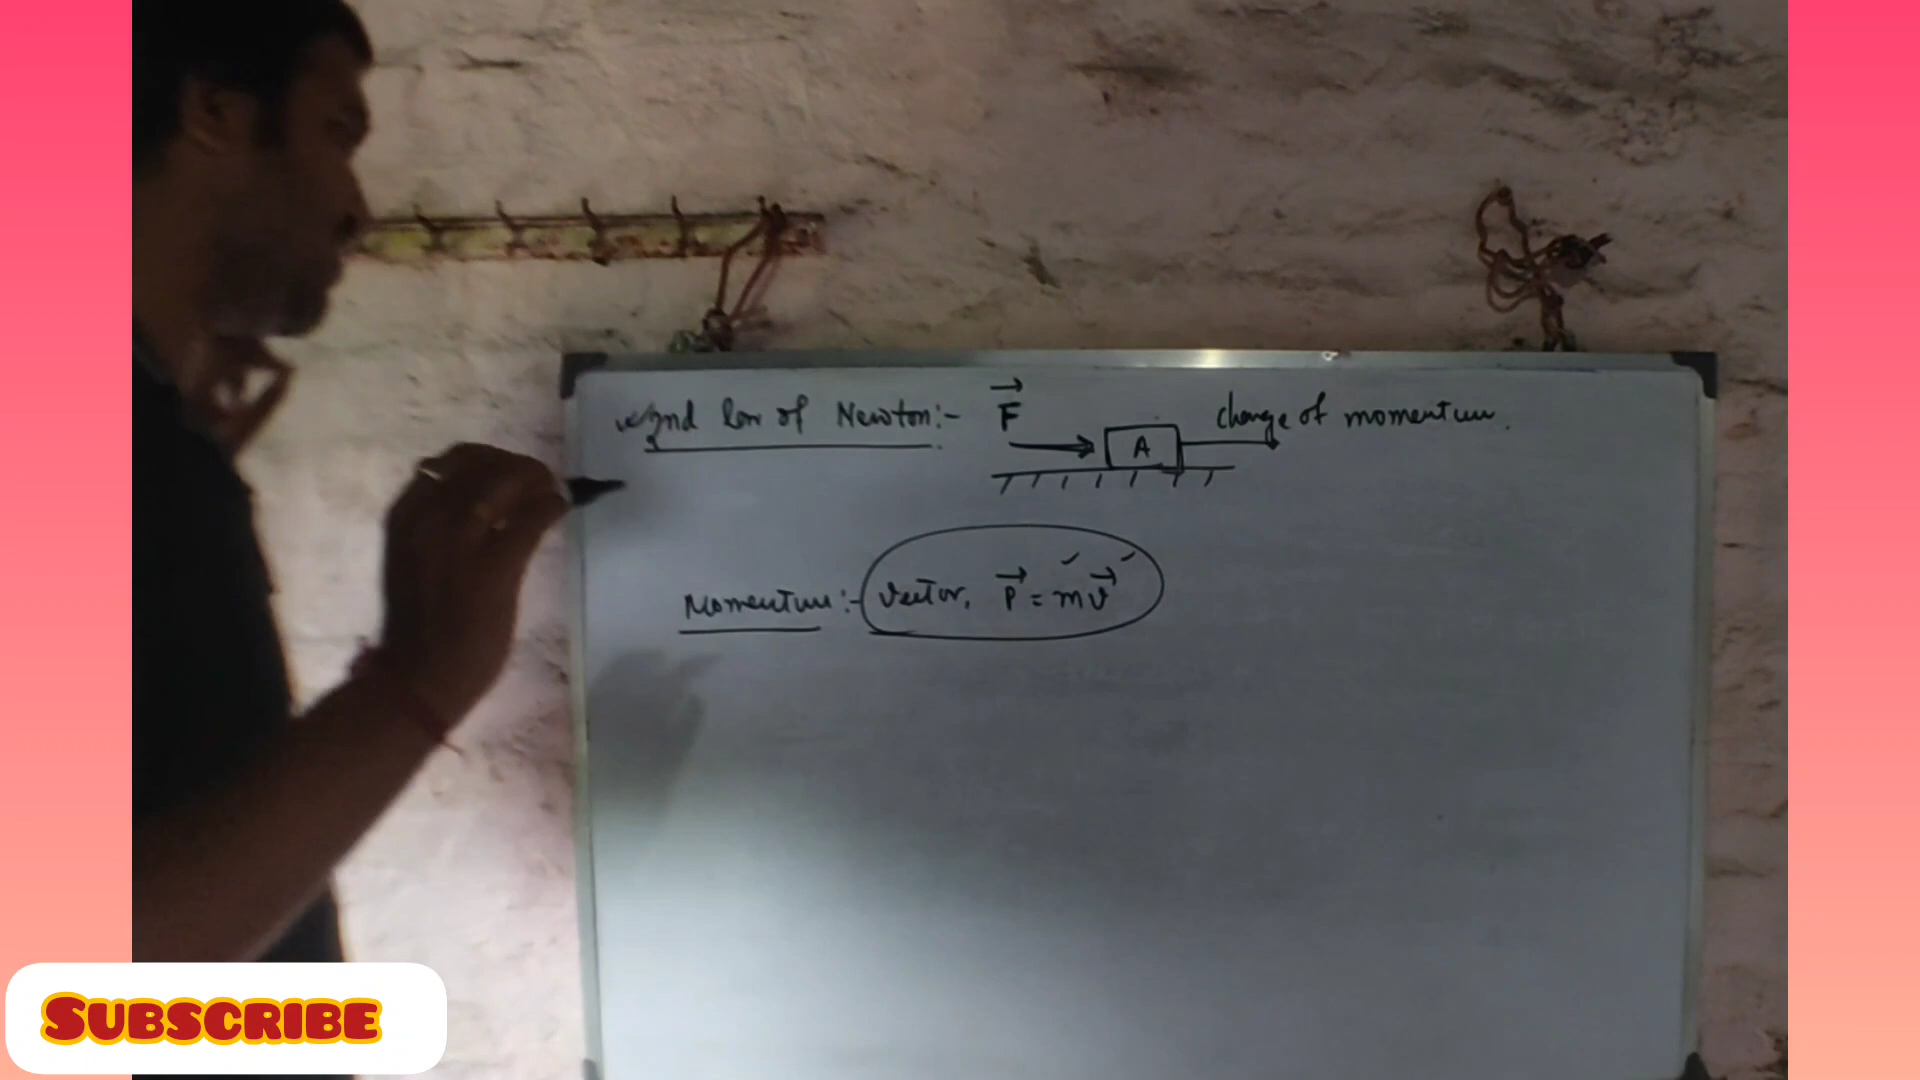 2nd law of Newton:- F⃗ change of momentum.
A
Momentum:- Vector, P⃗ = mv⃗
SUBSCRIBE